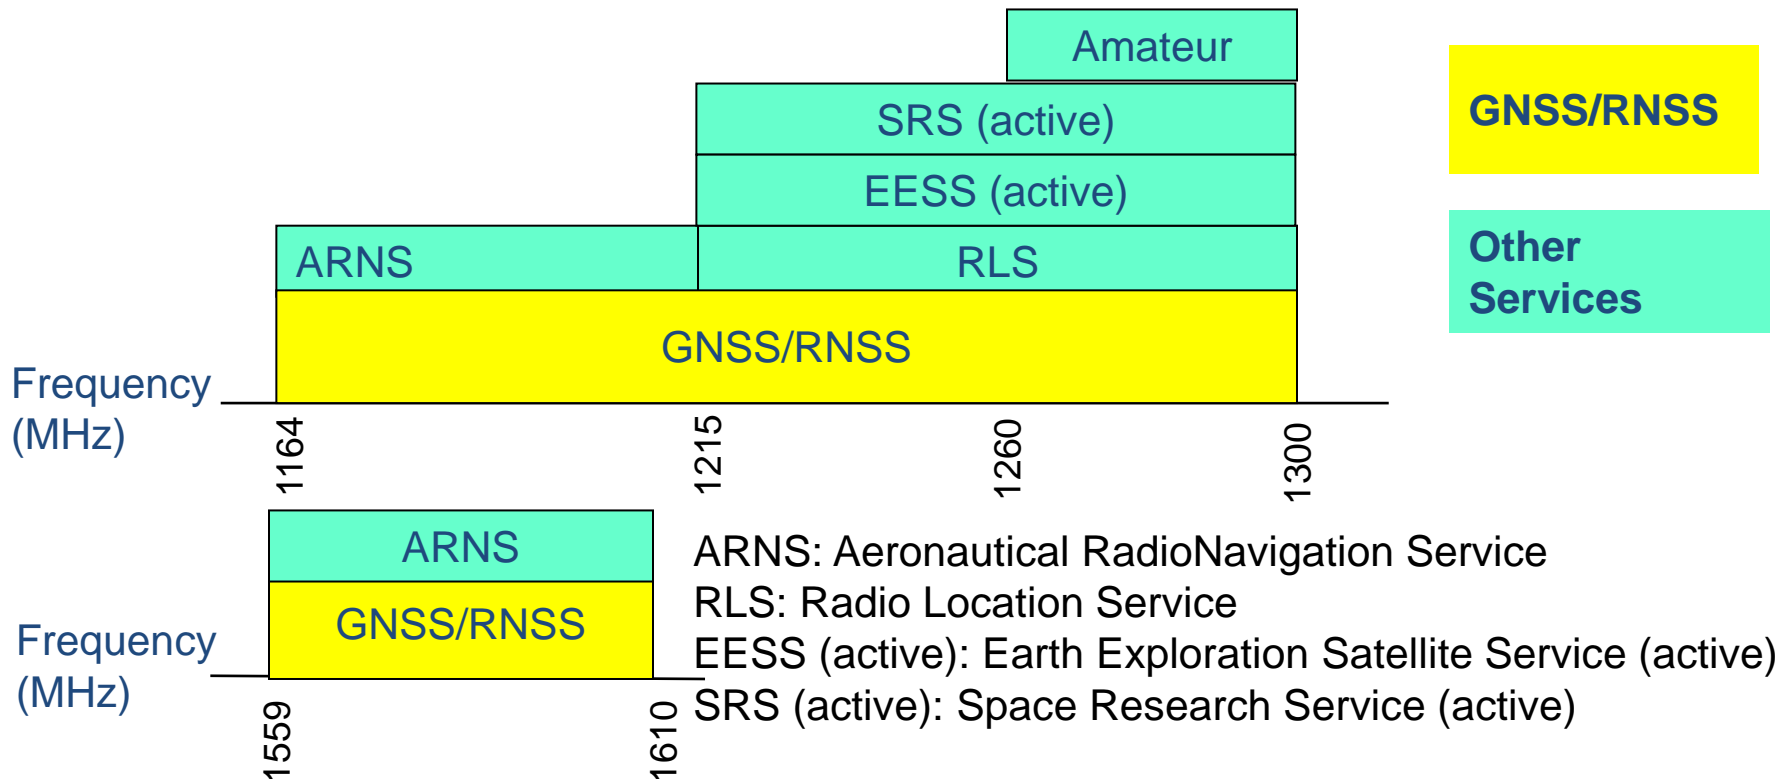 Amateur
SRS (active)
EESS (active)
ARNS
RLS
GNSS/RNSS
Frequency
(MHz)
1164
1215
1260
1300
GNSS/RNSS
Other
Services
ARNS
GNSS/RNSS
Frequency
(MHz)
1559
1610
ARNS: Aeronautical RadioNavigation Service
RLS: Radio Location Service
EESS (active): Earth Exploration Satellite Service (active)
SRS (active): Space Research Service (active)